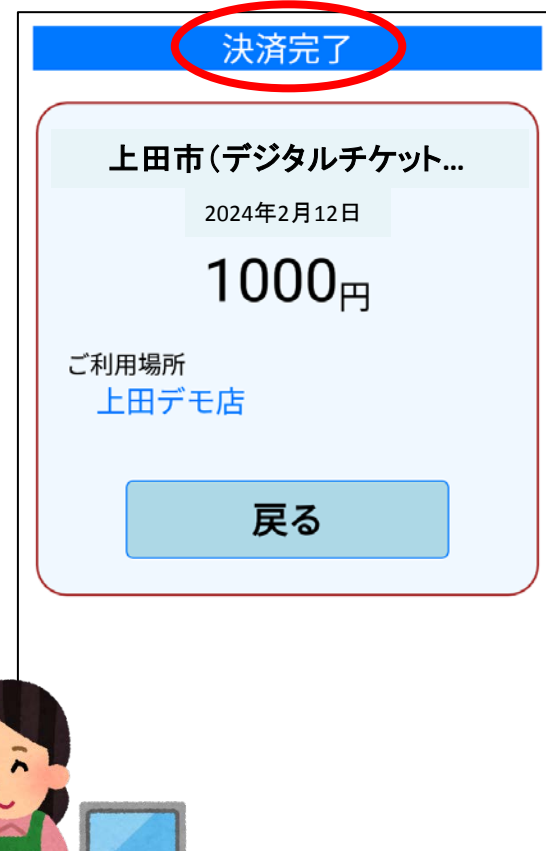 決済完了
上田市(デジタルチケット...
2024年2月12日
1000円
ご利用場所
上田デモ店
戻る